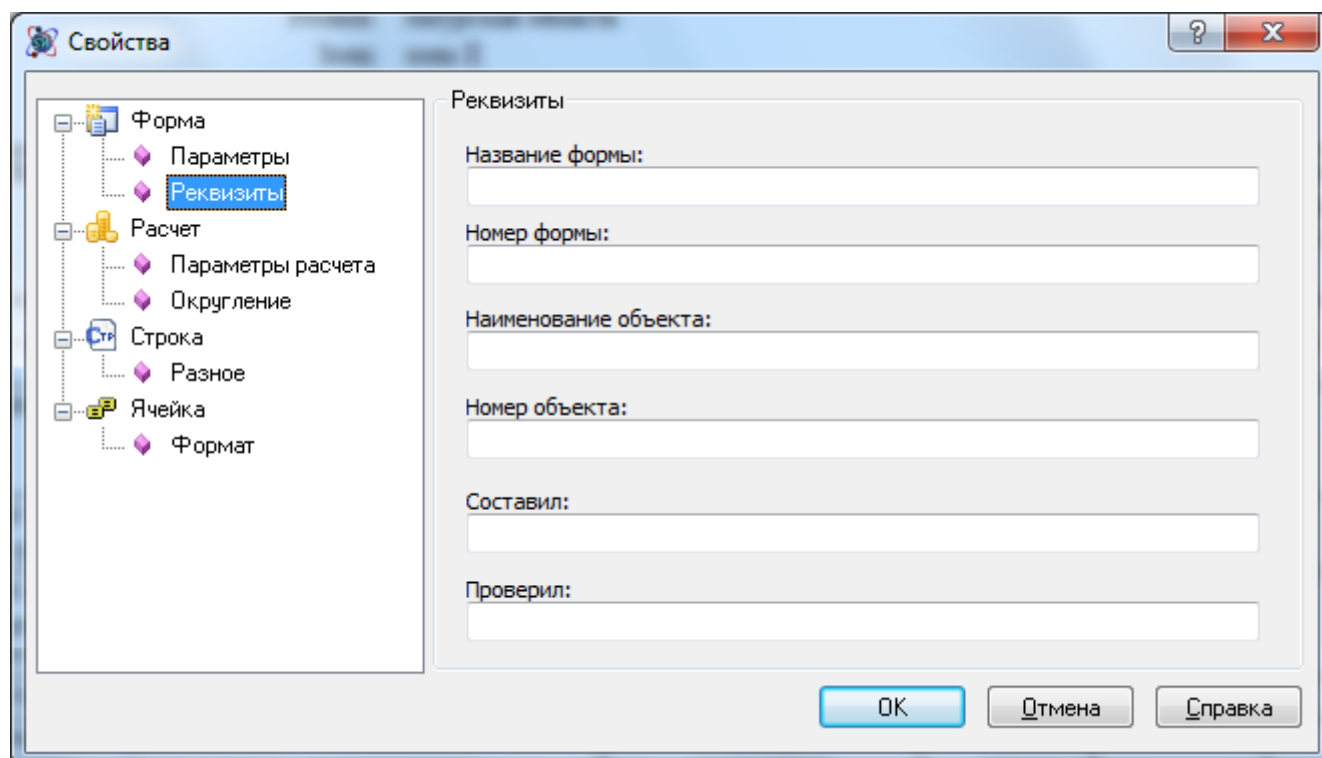 Свойства
?
X
Форма
Параметры
Реквизиты
Расчет
Параметры расчета
Округление
Стр Строка
Разное
Ячейка
Формат
Реквизиты
Название формы:
Номер формы:
Наименование объекта:
Номер объекта:
Составил:
Проверил:
OK
Отмена
Справка